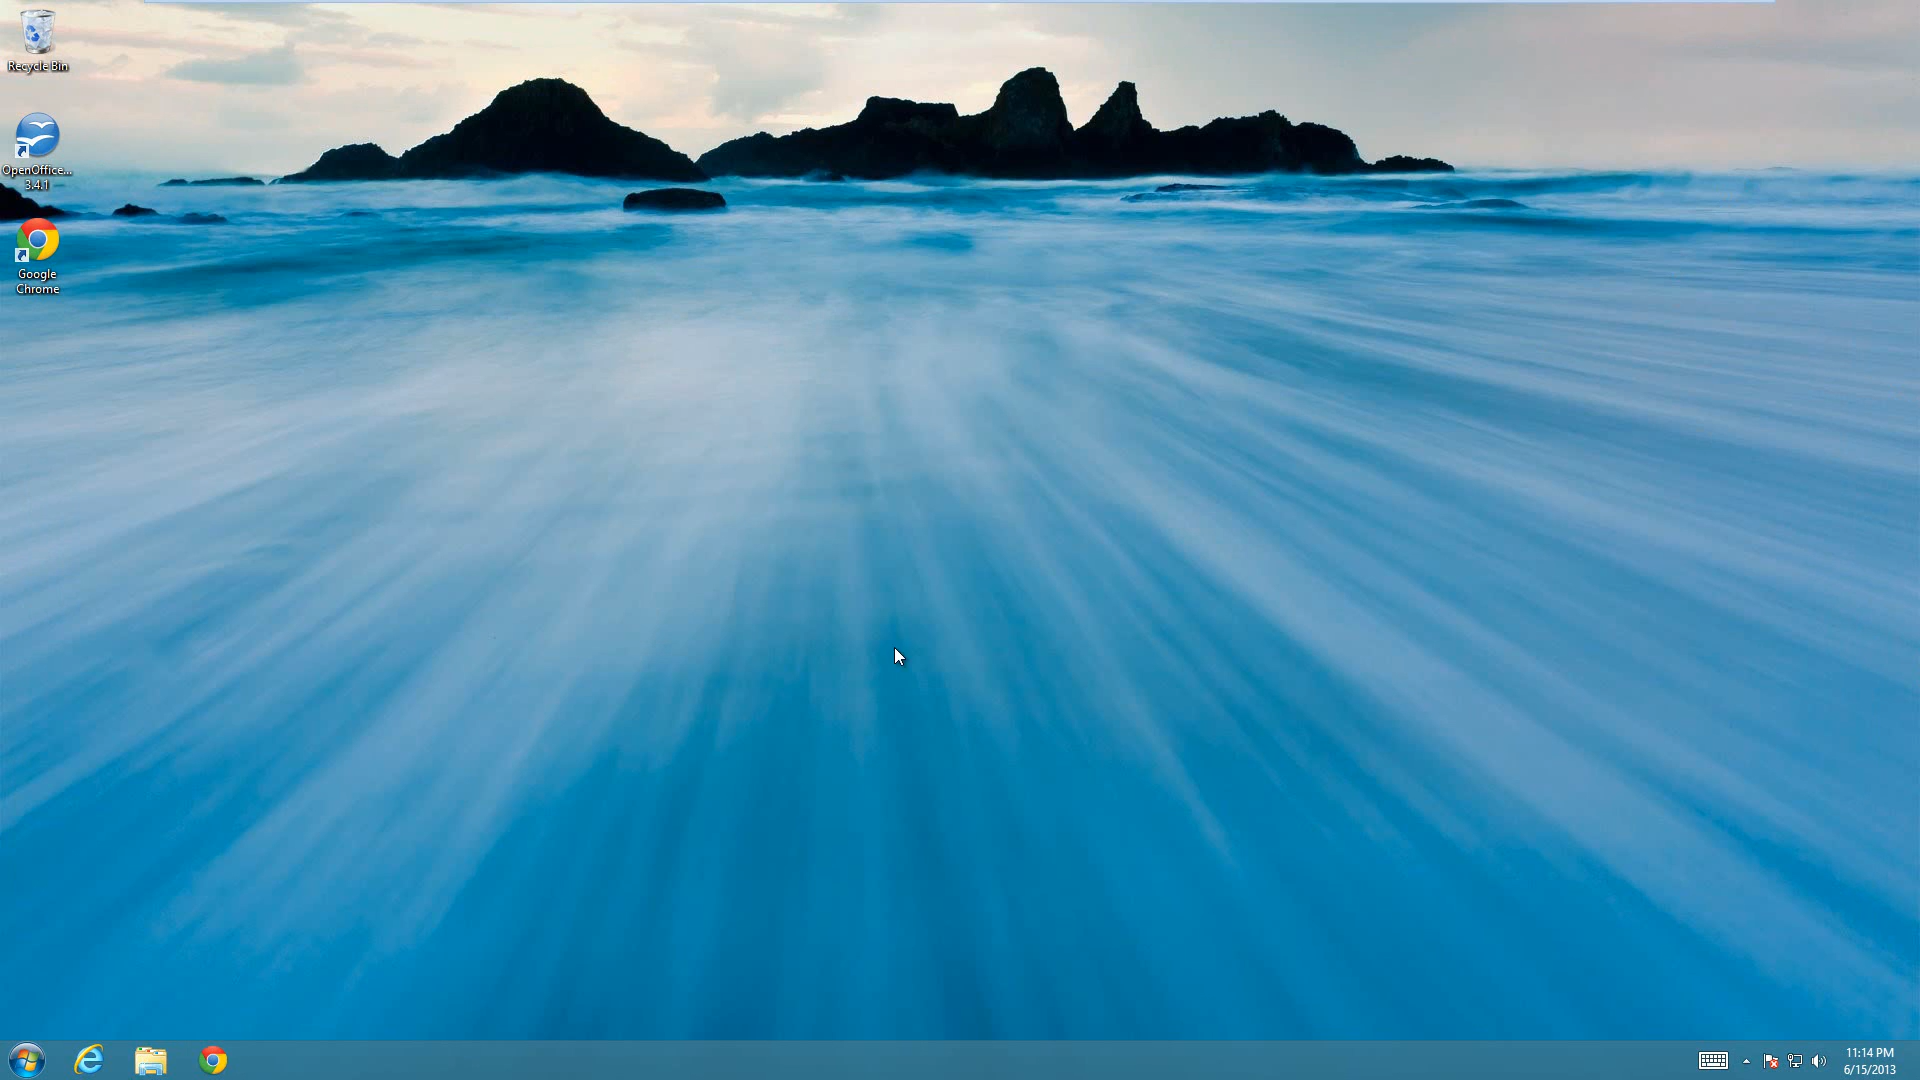 Recycle Bin
OpenOffice...
3.4.1
Google
Chrome
11:14 PM
6/15/2013